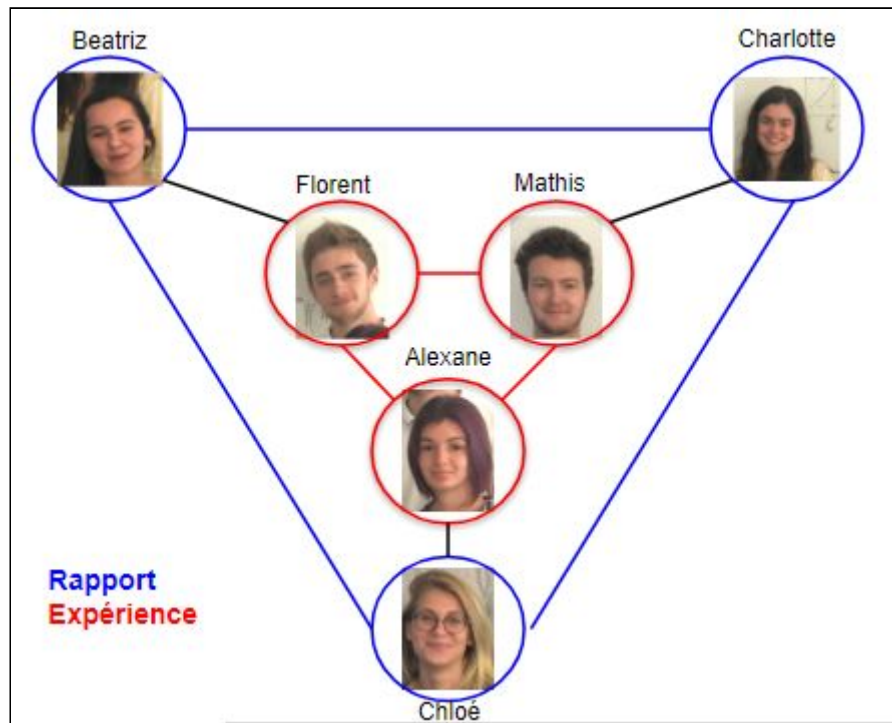 Beatriz
Charlotte
Florent
Mathis
Alexane
Rapport
Expérience
Chloé